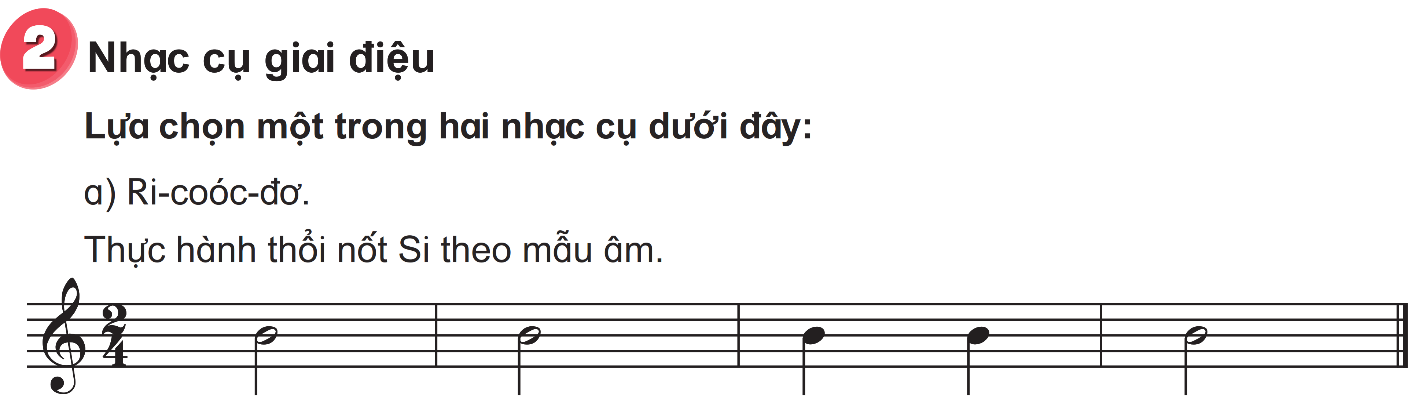 2 Nhạc cụ giai điệu
Lựa chọn một trong hai nhạc cụ dưới đây:
a) Ri-coóc-đơ.
Thực hành thổi nốt Si theo mẫu âm.
2
4